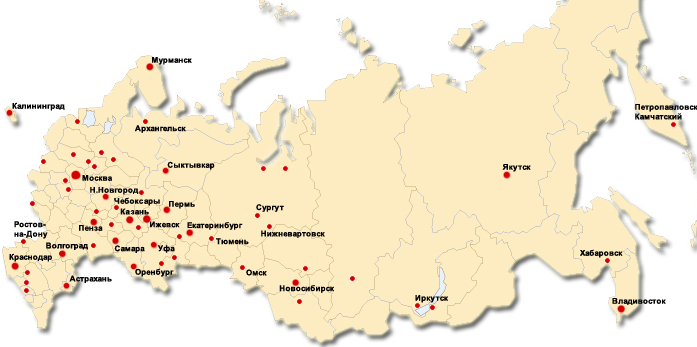 Мурманск
Калининград
Петропавловск
Камчатский
Архангельск
Сыктывкар
Якутск
Москва
Н.Новгород
Чебоксары
Казань
Пермь
Сургут
Ростов-
на-Дону
Пенза
Ижевск
Екатеринбург
Нижневартовск
Тюмень
Волгоград
Самара
Уфа
Хабаровск
Краснодар
Оренбург
Омск
Астрахань
Новосибирск
Иркутск
Владивосток